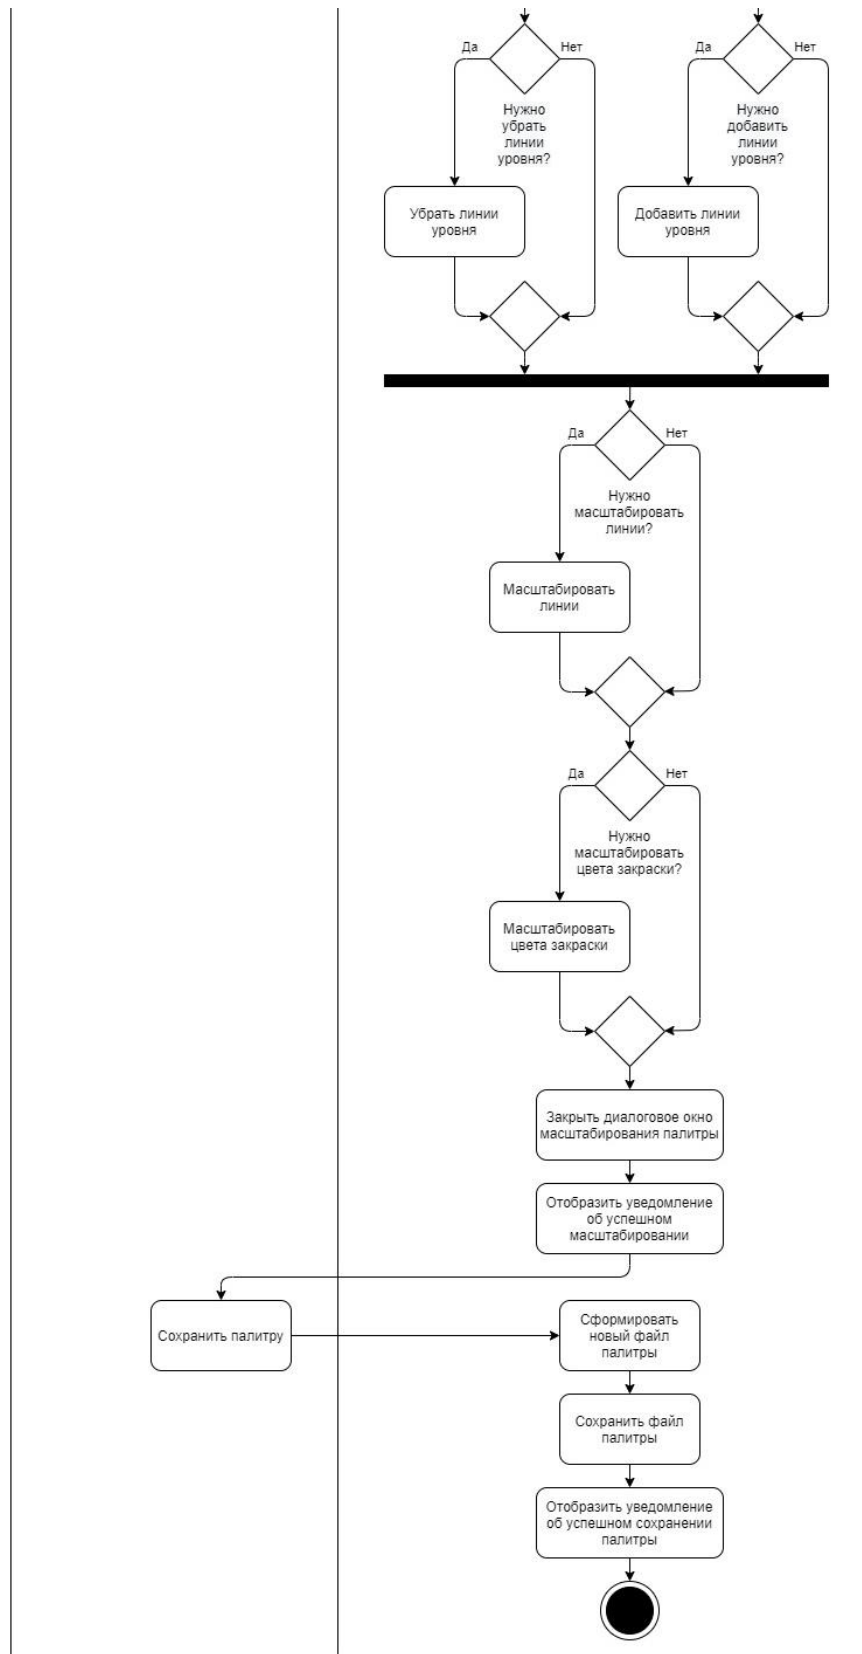 Да
Нет
Да
Нет
Нужно
убрать
линии
уровня?
Нужно
добавить
линии
уровня?
Убрать линии
уровня
Добавить линии
уровня
Да
Нет
Нужно
масштабировать
линии?
Масштабировать
линии
Да
Нет
Нужно
масштабировать
цвета закраски?
Масштабировать
цвета закраски
Закрыть диалоговое окно
масштабирования палитры
Отобразить уведомление
об успешном
масштабировании
Сохранить палитру
Сформировать
новый файл
палитры
Сохранить файл
палитры
Отобразить уведомление
об успешном сохранении
палитры